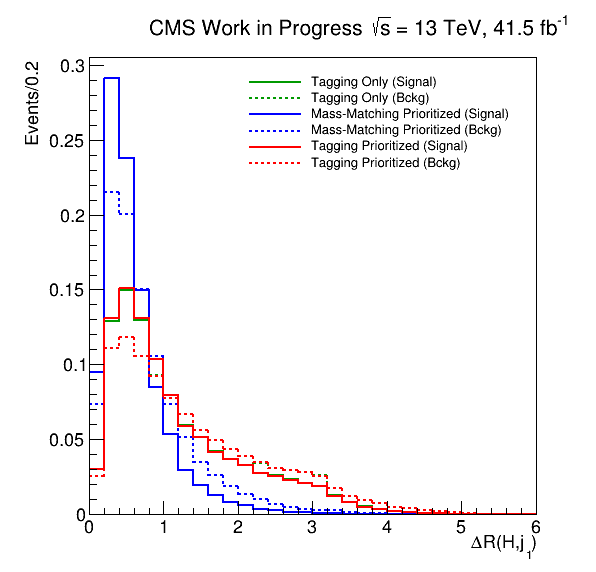 CMS Work in Progress √s = 13 TeV, 41.5 fb⁻¹
Events/0.2
0.3
0.25
0.2
0.15
0.1
0.05
0
Tagging Only (Signal)
Tagging Only (Bckg)
Mass-Matching Prioritized (Signal)
Mass-Matching Prioritized (Bckg)
Tagging Prioritized (Signal)
Tagging Prioritized (Bckg)
0 1 2 3 4 5 6
ΔR(H,j₁)